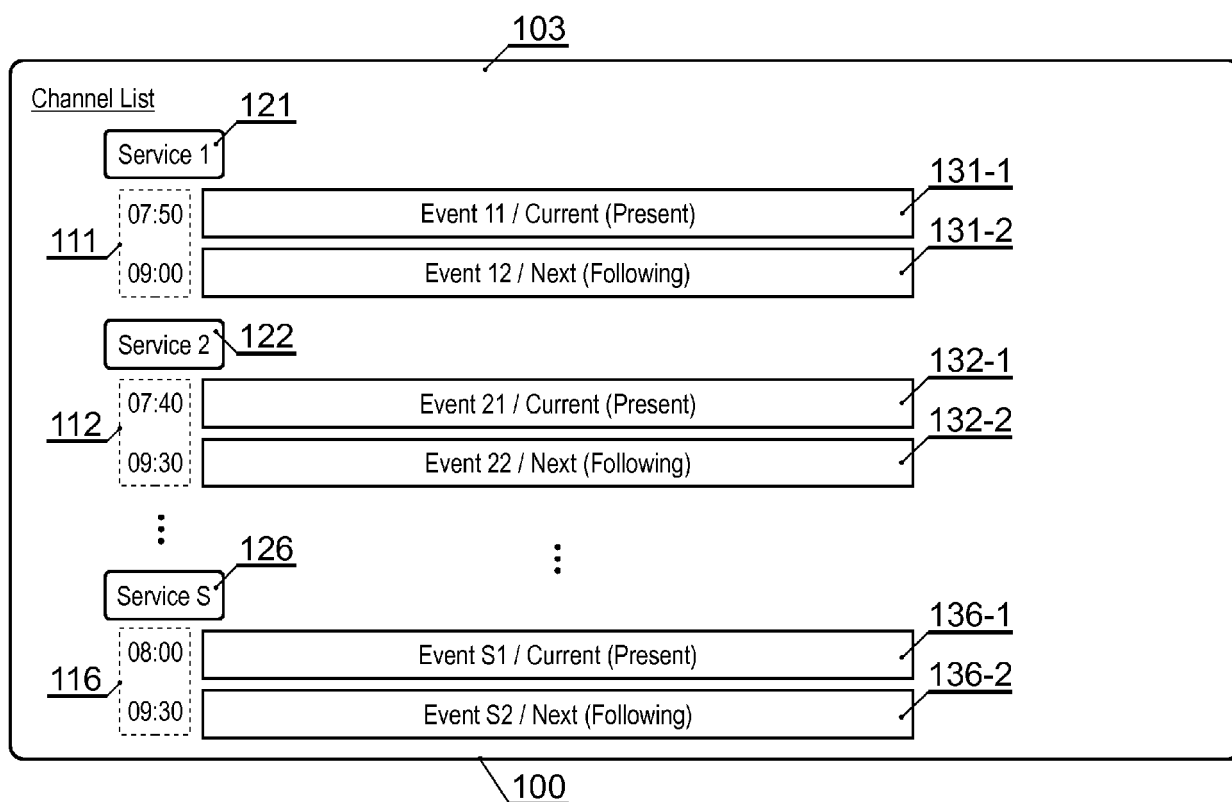 103
Channel List
121
Service 1
131-1
07:50 Event 11 / Current (Present)
111
131-2
09:00 Event 12 / Next (Following)
122
Service 2
132-1
07:40 Event 21 / Current (Present)
112
132-2
09:30 Event 22 / Next (Following)
126
Service S
136-1
08:00 Event S1 / Current (Present)
116
136-2
09:30 Event S2 / Next (Following)
100